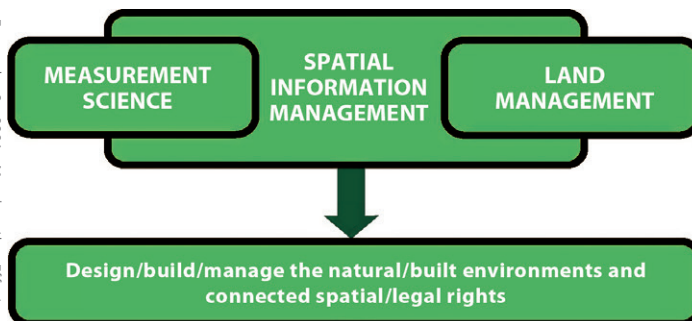 MEASUREMENT
SCIENCE
SPATIAL
INFORMATION
MANAGEMENT
LAND
MANAGEMENT
Design/build/manage the natural/built environments and
connected spatial/legal rights